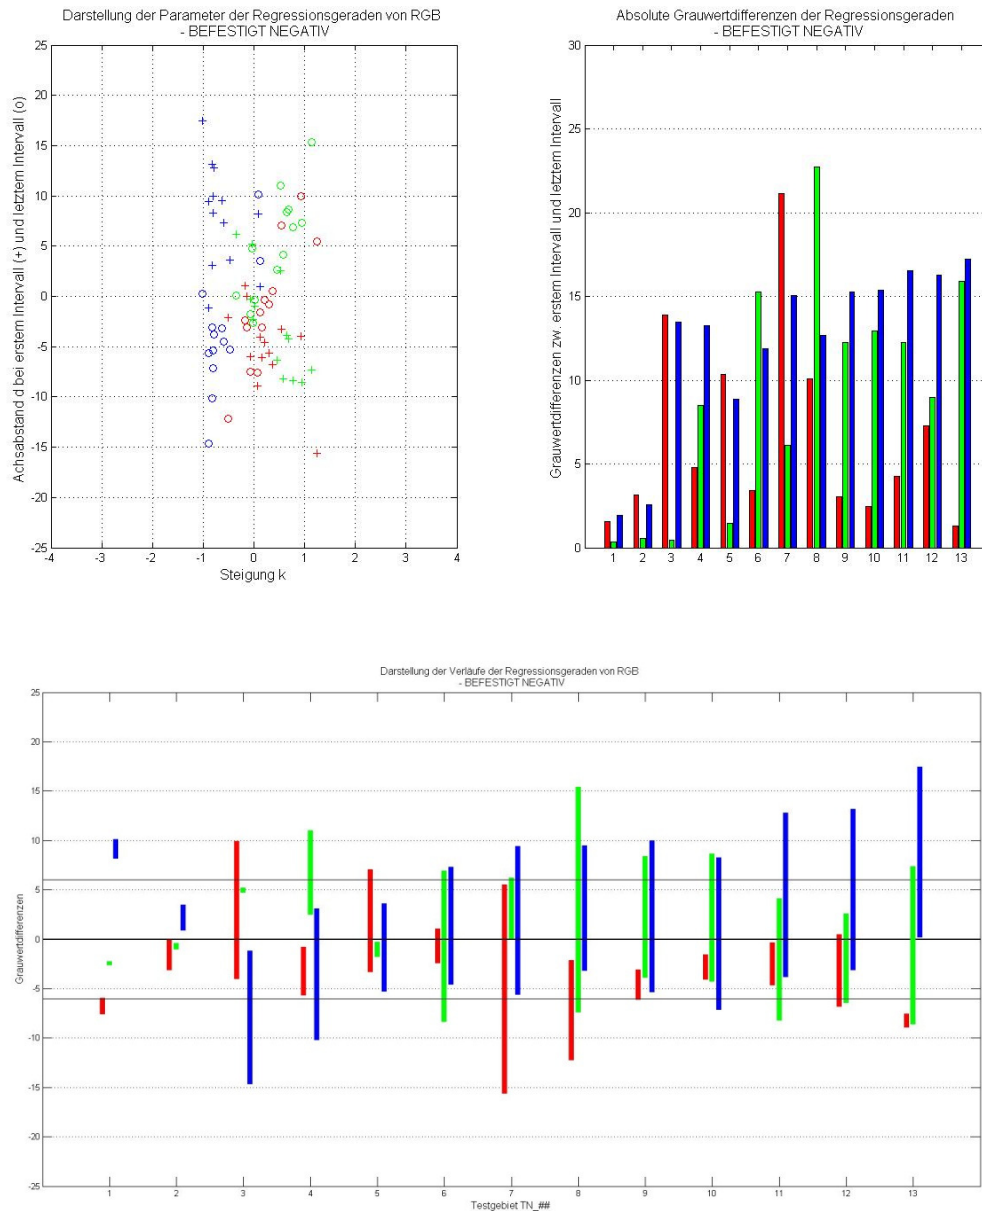 Darstellung der Parameter der Regressionsgeraden von RGB
- BEFESTIGT NEGATIV
Achsabstand d bei erstem Intervall (+) und letztem Intervall (o)
25
20
15
10
5
0
-5
-10
-15
-20
-25
-4 -3 -2 -1 0 1 2 3 4
Steigung k
Absolute Grauwertdifferenzen der Regressionsgeraden
- BEFESTIGT NEGATIV
Grauwertdifferenzen zw. erstem Intervall und letztem Intervall
30
25
20
15
10
5
0
1 2 3 4 5 6 7 8 9 10 11 12 13
Darstellung der Verläufe der Regressionsgeraden von RGB
- BEFESTIGT NEGATIV
Grauwertdifferenzen
25
20
15
10
5
0
-5
-10
-15
-20
-25
1 2 3 4 5 6 7 8 9 10 11 12 13
Testgebiet TN_##